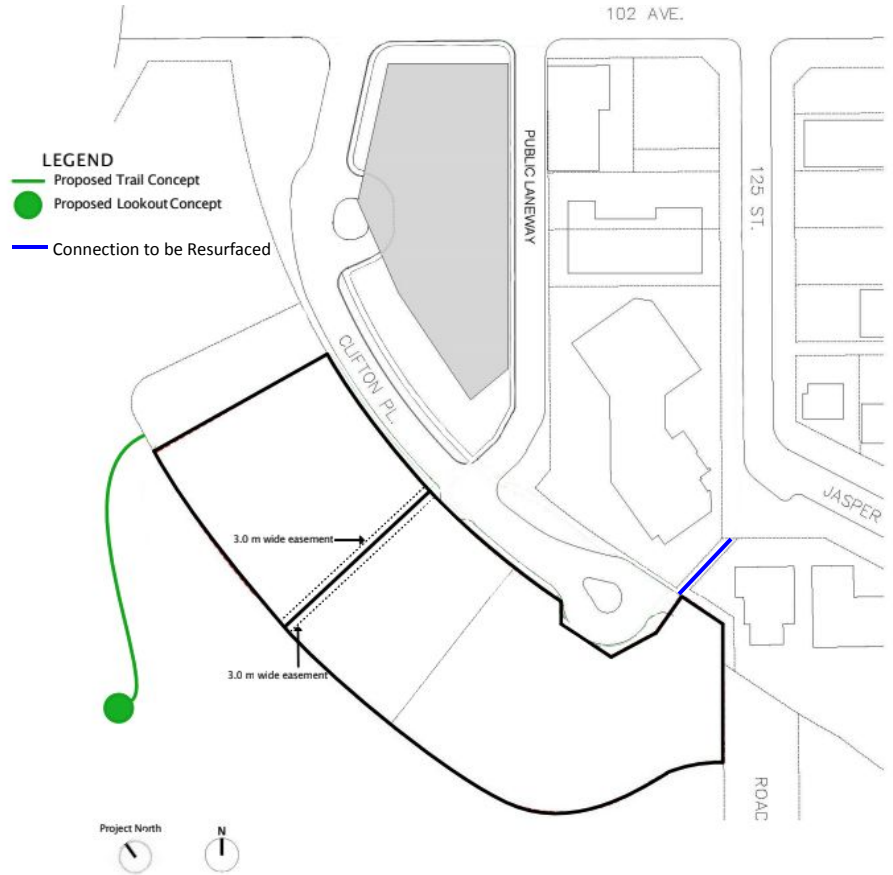 102 AVE.
LEGEND
Proposed Trail Concept
Proposed Lookout Concept
Connection to be Resurfaced
PUBLIC LANEWAY
125 ST.
CLIFTON PL.
JASPER
3.0 m wide easement
3.0 m wide easement
ROAD
Project North
N